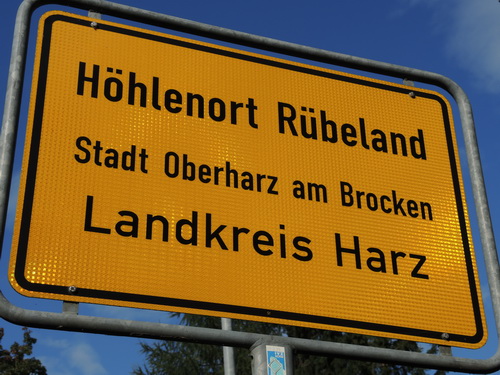 Höhlenort Rübeland
Stadt Oberharz am Brocken
Landkreis Harz